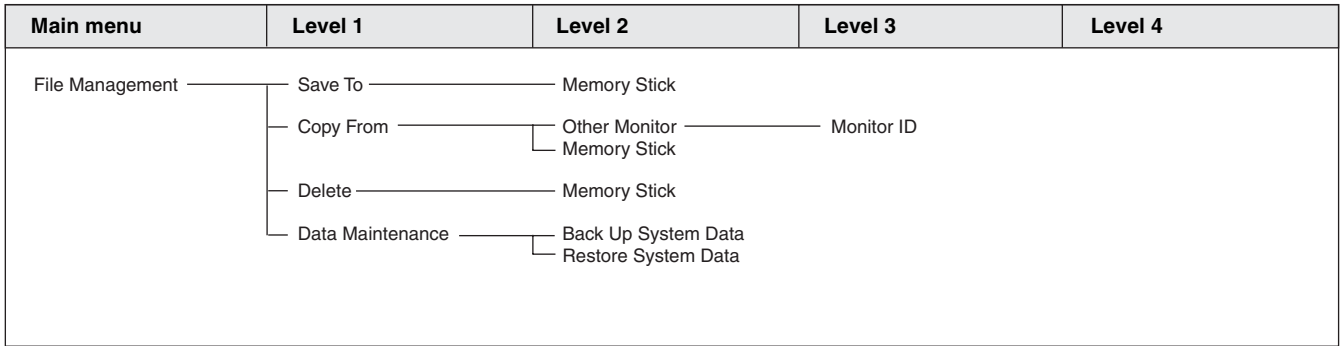 Main menu Level 1 Level 2 Level 3 Level 4
File Management Save To Memory Stick
Copy From Other Monitor Monitor ID
Memory Stick
Delete Memory Stick
Data Maintenance Back Up System Data
Restore System Data